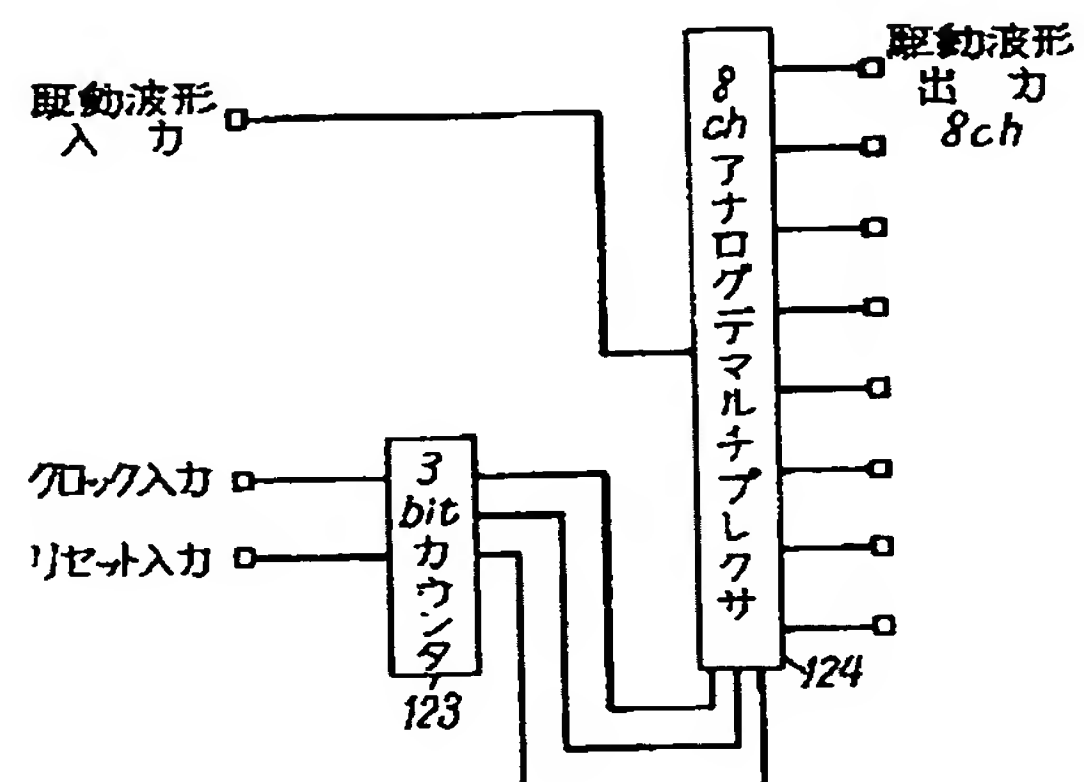 駆動波形
入 力
クロック入力
リセット入力
3
bit
カウンタ
123
8
ch
アナログデマルチプレクサ
124
駆動波形
出 力
8ch